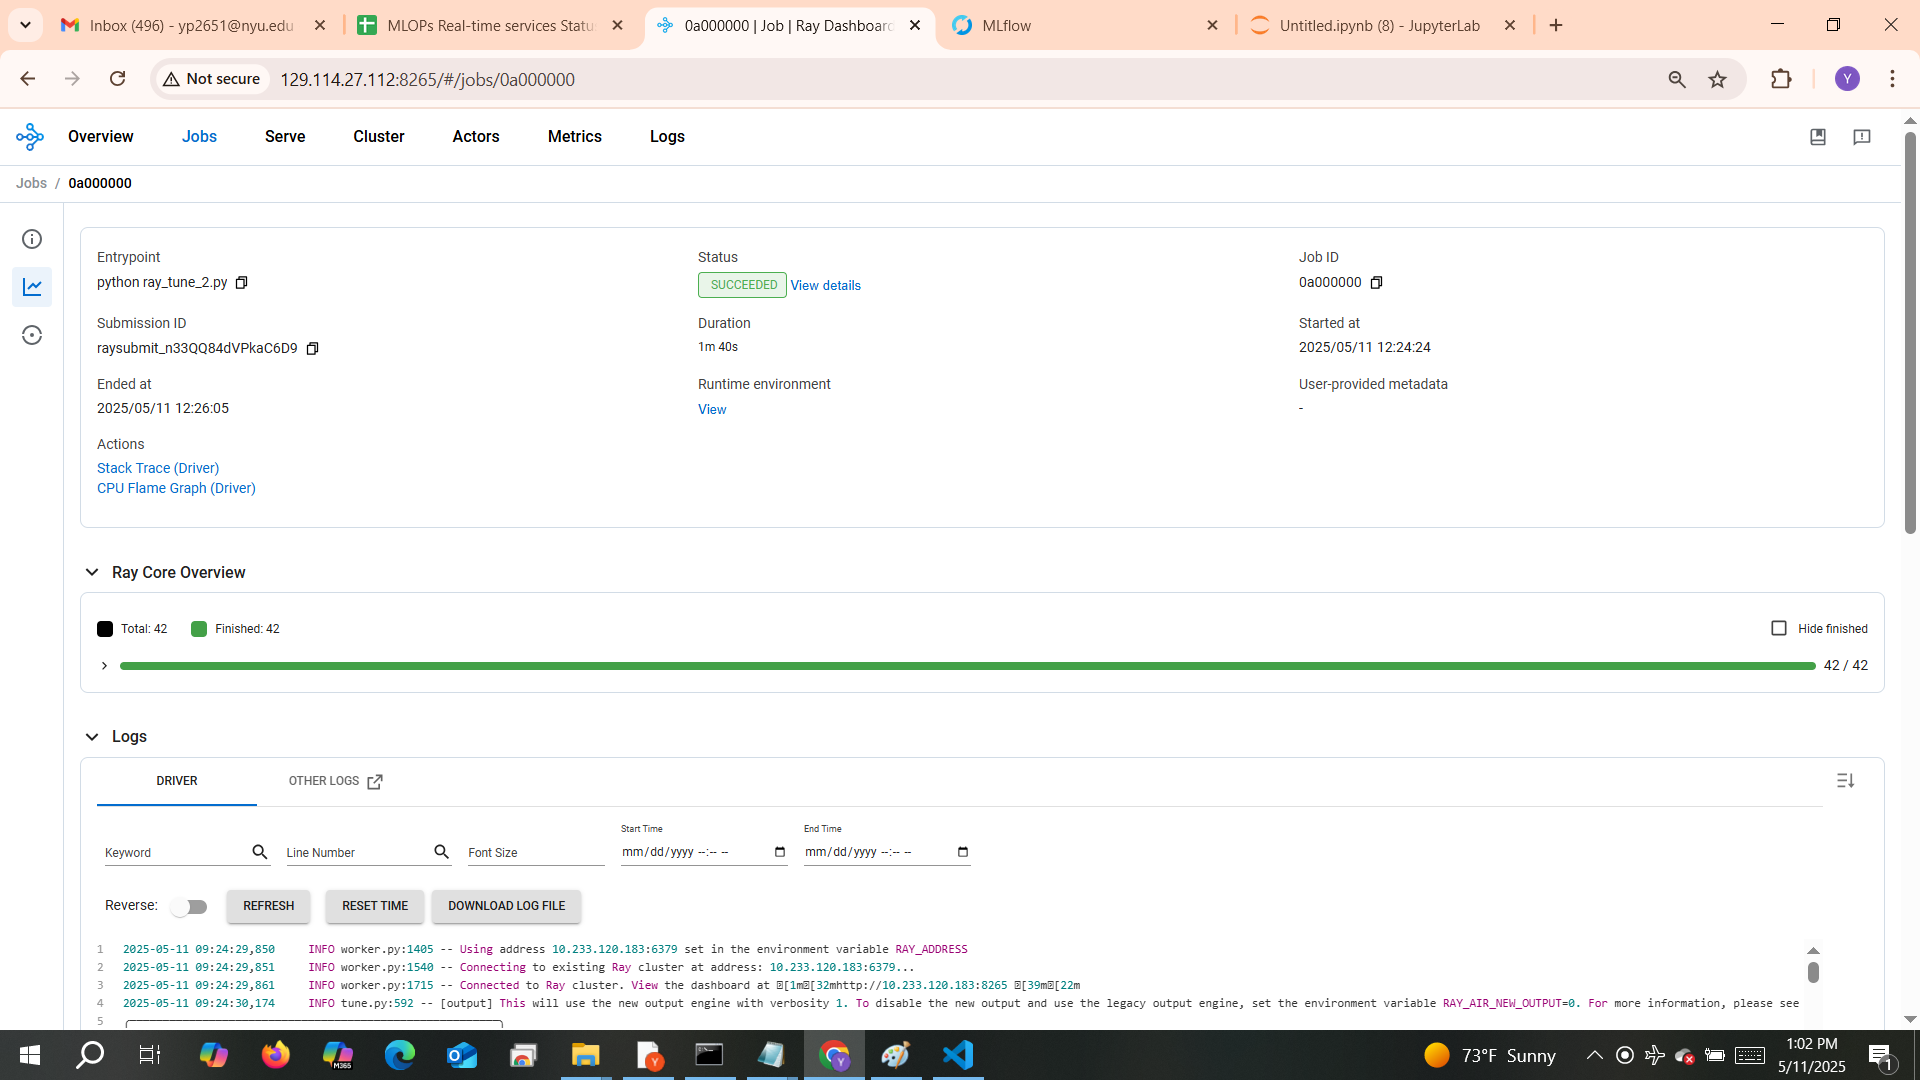 Inbox (496) - yp2651@nyu.edu
MLOPs Real-time services Statu
0a000000 | Job | Ray Dashboard
MLflow
Untitled.ipynb (8) - JupyterLab
Not secure
129.114.27.112:8265/#/jobs/0a000000
Y
Overview
Jobs
Serve
Cluster
Actors
Metrics
Logs
Jobs / 0a000000
Entrypoint
python ray_tune_2.py
Status
SUCCEEDED View details
Job ID
0a000000
Submission ID
raysubmit_n33QQ84dVPkaC6D9
Duration
1m 40s
Started at
2025/05/11 12:24:24
Ended at
2025/05/11 12:26:05
Runtime environment
View
User-provided metadata
-
Actions
Stack Trace (Driver)
CPU Flame Graph (Driver)
Ray Core Overview
Total: 42
Finished: 42
Hide finished
42 / 42
Logs
DRIVER
OTHER LOGS
Keyword
Line Number
Font Size
Start Time
mm/dd/yyyy --:-- --
End Time
mm/dd/yyyy --:-- --
Reverse:
REFRESH
RESET TIME
DOWNLOAD LOG FILE
1 2025-05-11 09:24:29,850 INFO worker.py:1405 -- Using address 10.233.120.183:6379 set in the environment variable RAY_ADDRESS
2 2025-05-11 09:24:29,851 INFO worker.py:1540 -- Connecting to existing Ray cluster at address: 10.233.120.183:6379...
3 2025-05-11 09:24:29,861 INFO worker.py:1715 -- Connected to Ray cluster. View the dashboard at [1m[32mhttp://10.233.120.183:8265 [39m[22m
4 2025-05-11 09:24:30,174 INFO tune.py:592 -- [output] This will use the new output engine with verbosity 1. To disable the new output and use the legacy output engine, set the environment variable RAY_AIR_NEW_OUTPUT=0. For more information, please see
5
M365
Y
Y
73°F Sunny
1:02 PM
5/11/2025
1